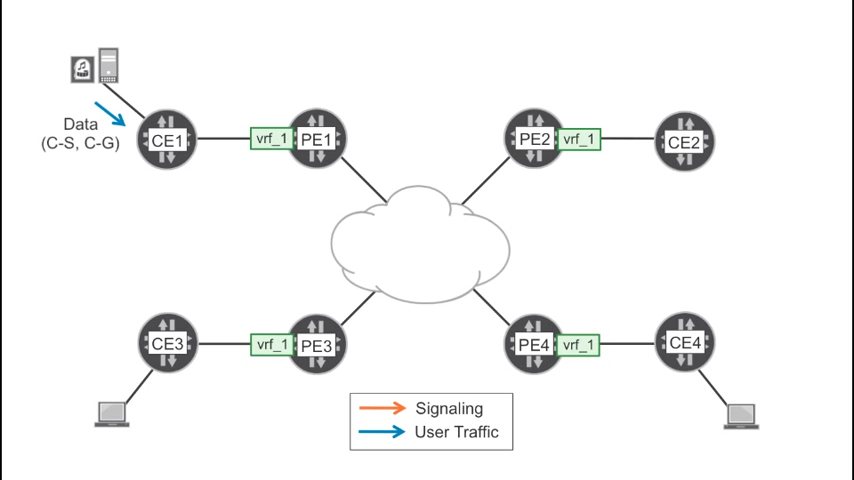 Data
(C-S, C-G)
CE1
vrf_1
PE1
PE2
vrf_1
CE2
CE3
vrf_1
PE3
PE4
vrf_1
CE4
Signaling
User Traffic